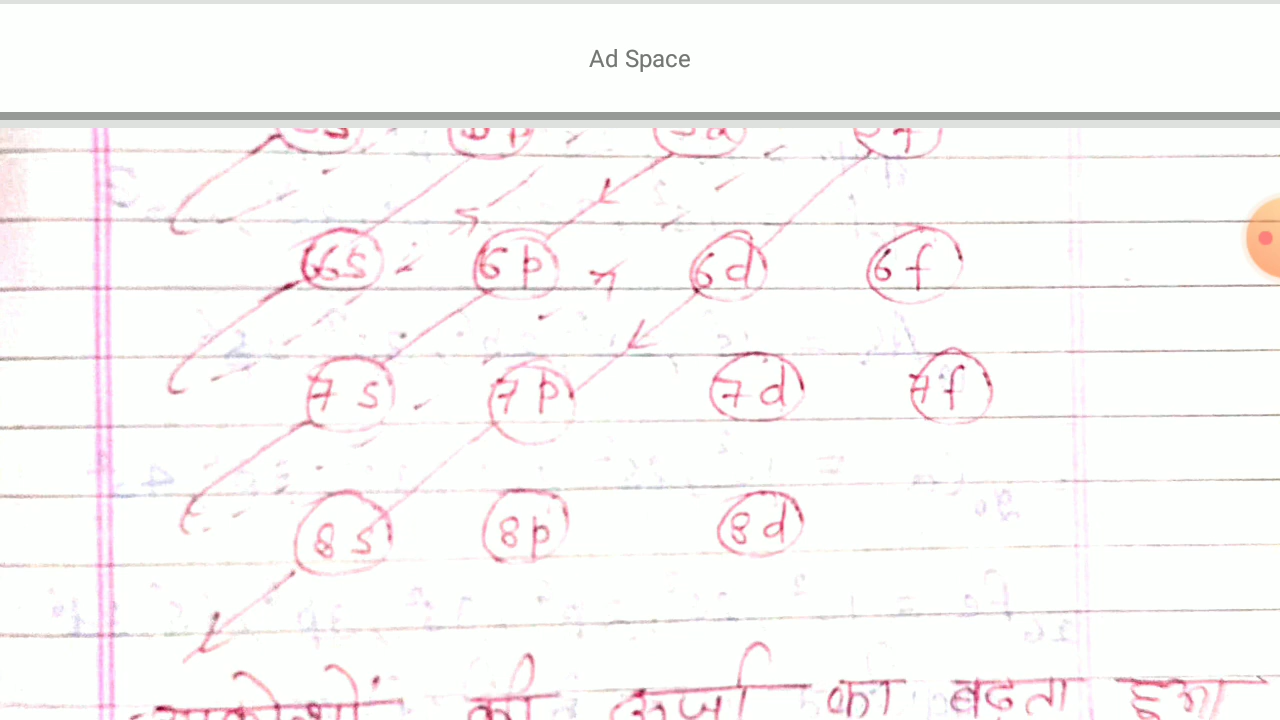 Ad Space
6s 6p 6d 6f
7s 7p 7d 7f
8s 8p 8d
की ऊर्जा का बढ़ता हुआ